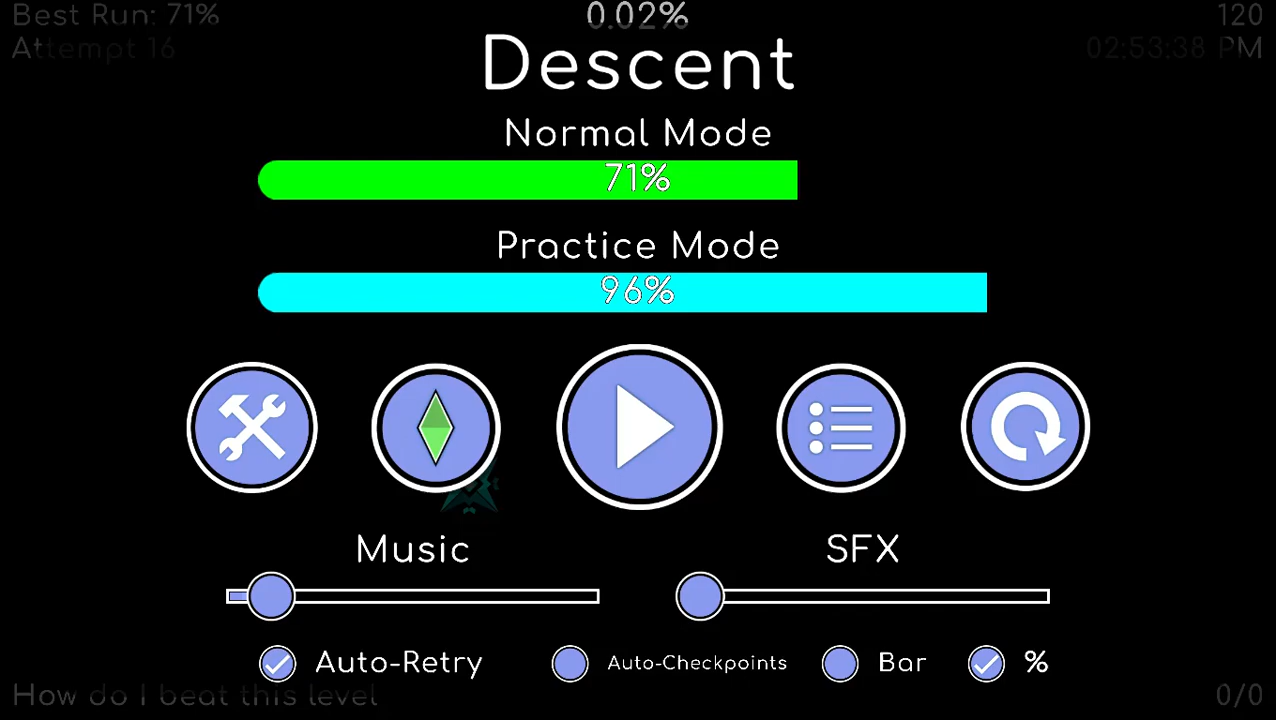 Best Run: 71%
0.02%
120
Attempt 16
02:53:38 PM
Descent
Normal Mode
71%
Practice Mode
96%
Music
SFX
Auto-Retry
Auto-Checkpoints
Bar
%
How do I beat this level
0/0